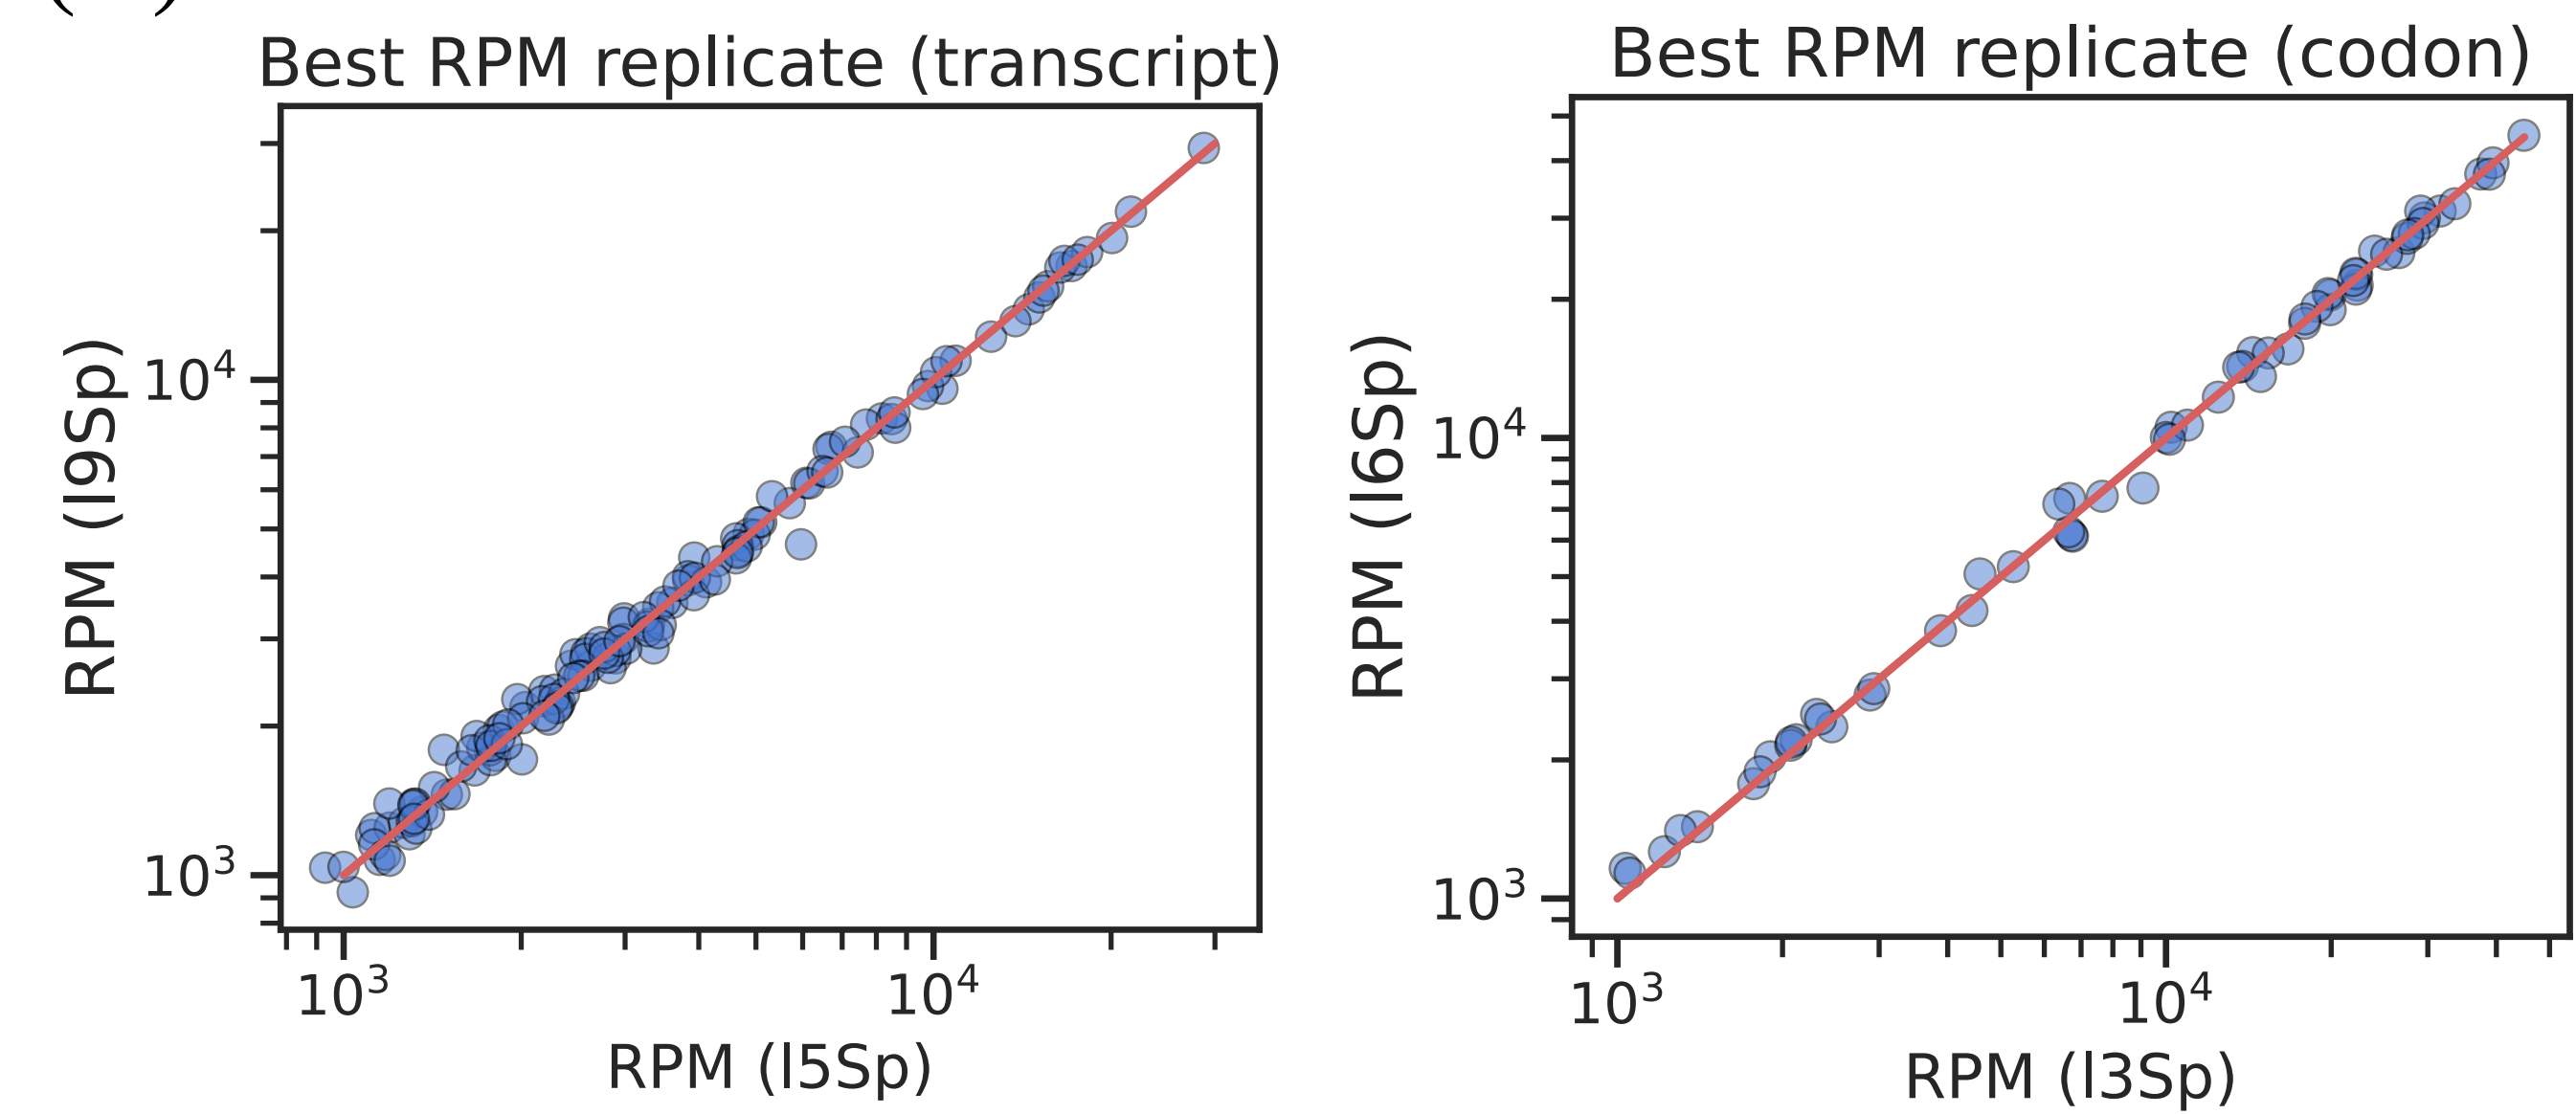 Best RPM replicate (transcript)
RPM (l9Sp)
10⁴
10³
10³
10⁴
RPM (l5Sp)
Best RPM replicate (codon)
RPM (l6Sp)
10⁴
10³
10³
10⁴
RPM (l3Sp)